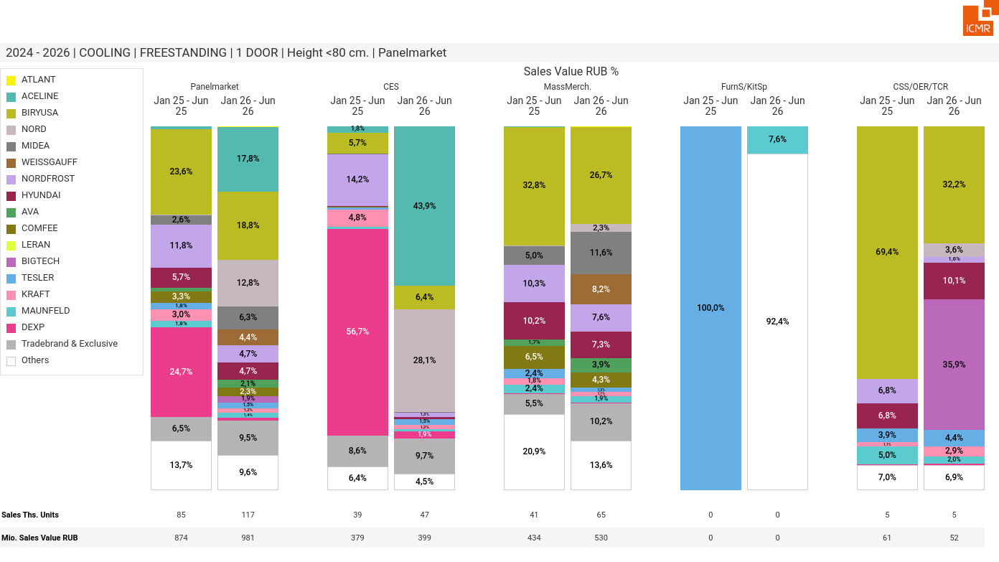 ICMR
2024 - 2026 | COOLING | FREESTANDING | 1 DOOR | Height <80 cm. | Panelmarket
ATLANT
ACELINE
BIRYUSA
NORD
MIDEA
WEISSGAUFF
NORDFROST
HYUNDAI
AVA
COMFEE
LERAN
BIGTECH
TESLER
KRAFT
MAUNFELD
DEXP
Tradebrand & Exclusive
Others
Sales Value RUB %
Panelmarket
Jan 25 - Jun
25
23,6%
2,6%
11,8%
5,7%
3,3%
1,8%
3,0%
1,8%
24,7%
6,5%
13,7%
Jan 26 - Jun
26
17,8%
18,8%
12,8%
6,3%
4,4%
4,7%
4,7%
2,1%
2,3%
1,9%
1,5%
1,2%
1,4%
9,5%
9,6%
CES
Jan 25 - Jun
25
1,8%
5,7%
14,2%
4,8%
56,7%
8,6%
6,4%
Jan 26 - Jun
26
43,9%
6,4%
28,1%
1,3%
1,5%
1,2%
1,9%
9,7%
4,5%
MassMerch.
Jan 25 - Jun
25
32,8%
5,0%
10,3%
10,2%
1,7%
6,5%
2,4%
1,8%
2,4%
5,5%
20,9%
Jan 26 - Jun
26
26,7%
2,3%
11,6%
8,2%
7,6%
7,3%
3,9%
4,3%
1,2%
1,1%
1,9%
10,2%
13,6%
FurnS/KitSp
Jan 25 - Jun
25
100,0%
Jan 26 - Jun
26
7,6%
92,4%
CSS/OER/TCR
Jan 25 - Jun
25
69,4%
6,8%
6,8%
3,9%
1,1%
5,0%
7,0%
Jan 26 - Jun
26
32,2%
3,6%
1,6%
10,1%
35,9%
4,4%
2,9%
2,0%
6,9%
Sales Ths. Units 85 117 39 47 41 65 0 0 5 5
Mio. Sales Value RUB 874 981 379 399 434 530 0 0 61 52